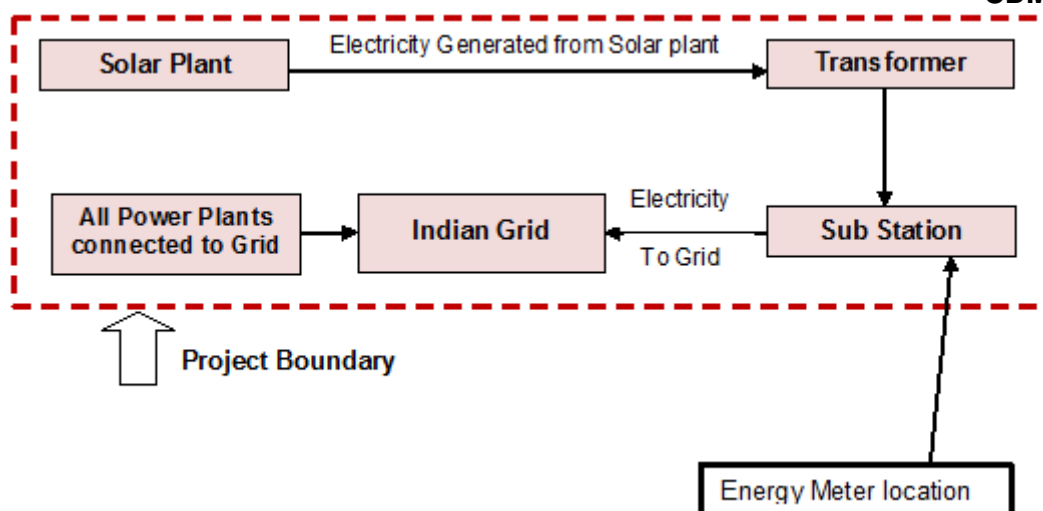 Electricity Generated from Solar plant
Solar Plant
Transformer
All Power Plants
connected to Grid
Indian Grid
Electricity
To Grid
Sub Station
Project Boundary
Energy Meter location